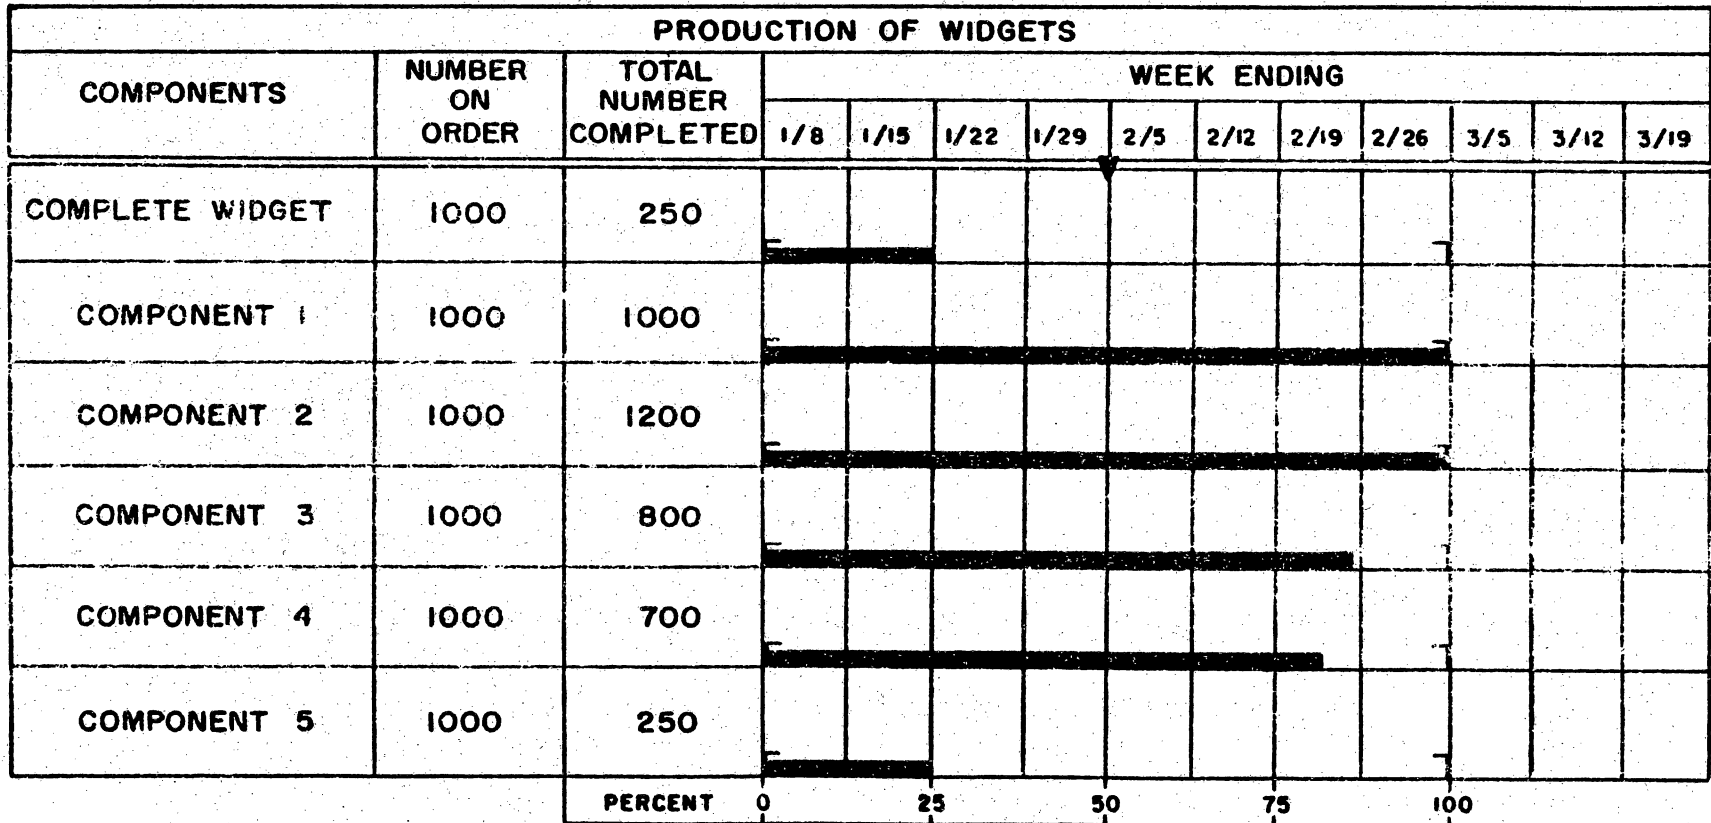 PRODUCTION OF WIDGETS
COMPONENTS
NUMBER
ON
ORDER
TOTAL
NUMBER
COMPLETED
WEEK ENDING
1/8 1/15 1/22 1/29 2/5 2/12 2/19 2/26 3/5 3/12 3/19
COMPLETE WIDGET 1000 250
COMPONENT 1 1000 1000
COMPONENT 2 1000 1200
COMPONENT 3 1000 800
COMPONENT 4 1000 700
COMPONENT 5 1000 250
PERCENT 0 25 50 75 100